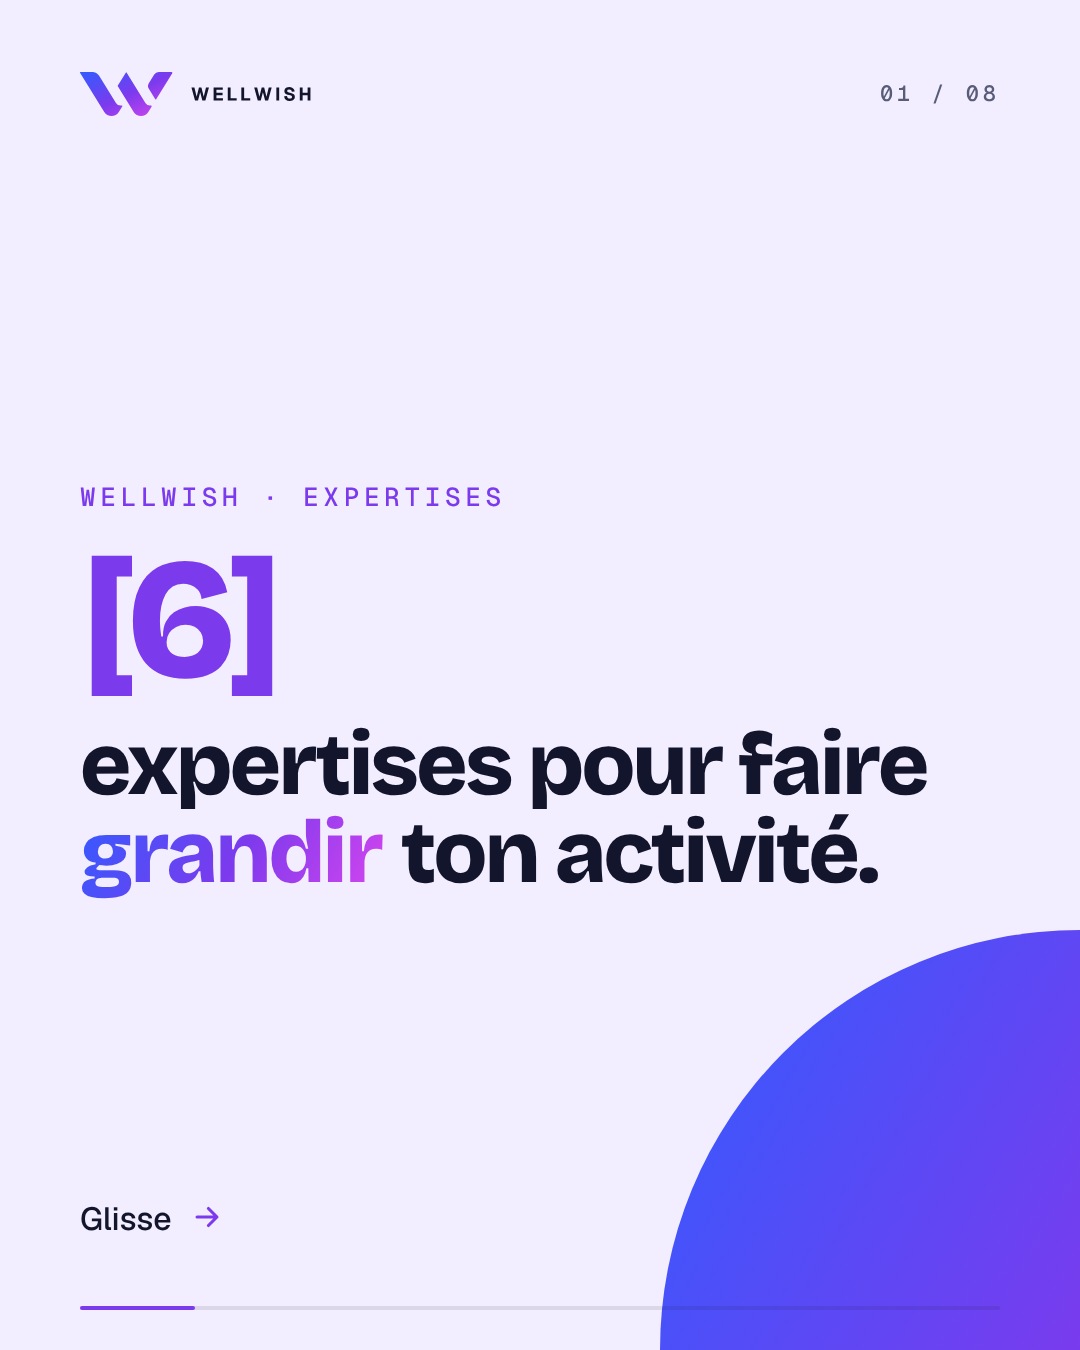 WELLWISH
01 / 08
WELLWISH · EXPERTISES
[6]
expertises pour faire
grandir ton activité.
Glisse →